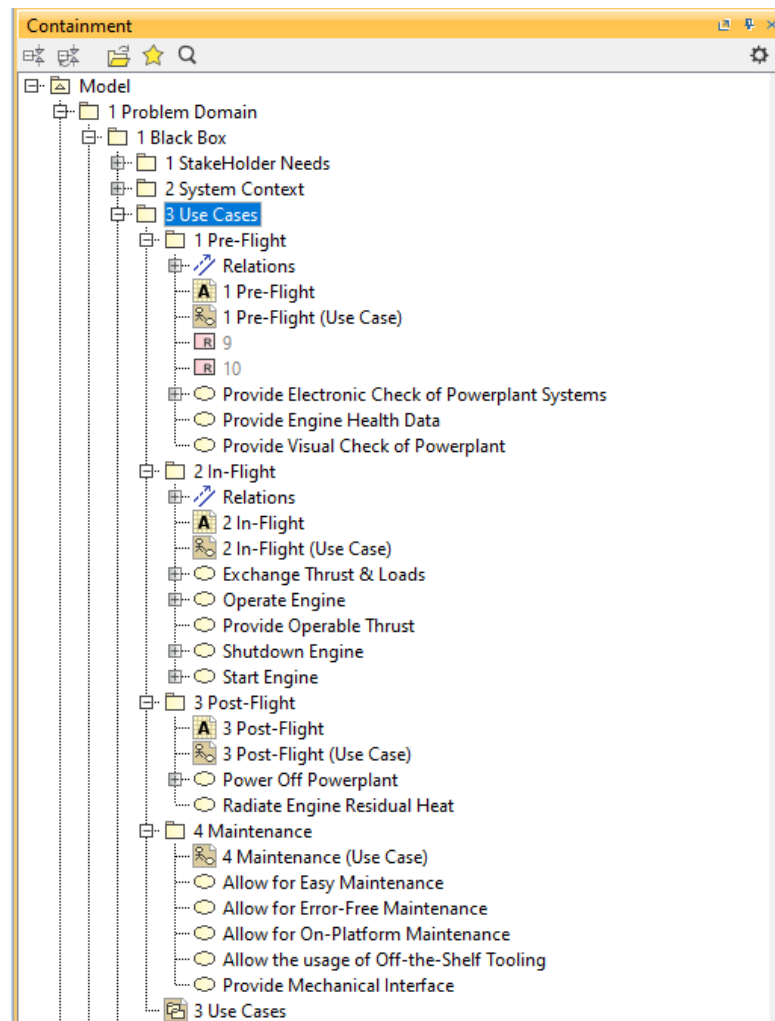 Containment
Model
1 Problem Domain
1 Black Box
1 StakeHolder Needs
2 System Context
3 Use Cases
1 Pre-Flight
Relations
A 1 Pre-Flight
1 Pre-Flight (Use Case)
R 9
R 10
Provide Electronic Check of Powerplant Systems
Provide Engine Health Data
Provide Visual Check of Powerplant
2 In-Flight
Relations
A 2 In-Flight
2 In-Flight (Use Case)
Exchange Thrust & Loads
Operate Engine
Provide Operable Thrust
Shutdown Engine
Start Engine
3 Post-Flight
A 3 Post-Flight
3 Post-Flight (Use Case)
Power Off Powerplant
Radiate Engine Residual Heat
4 Maintenance
4 Maintenance (Use Case)
Allow for Easy Maintenance
Allow for Error-Free Maintenance
Allow for On-Platform Maintenance
Allow the usage of Off-the-Shelf Tooling
Provide Mechanical Interface
3 Use Cases